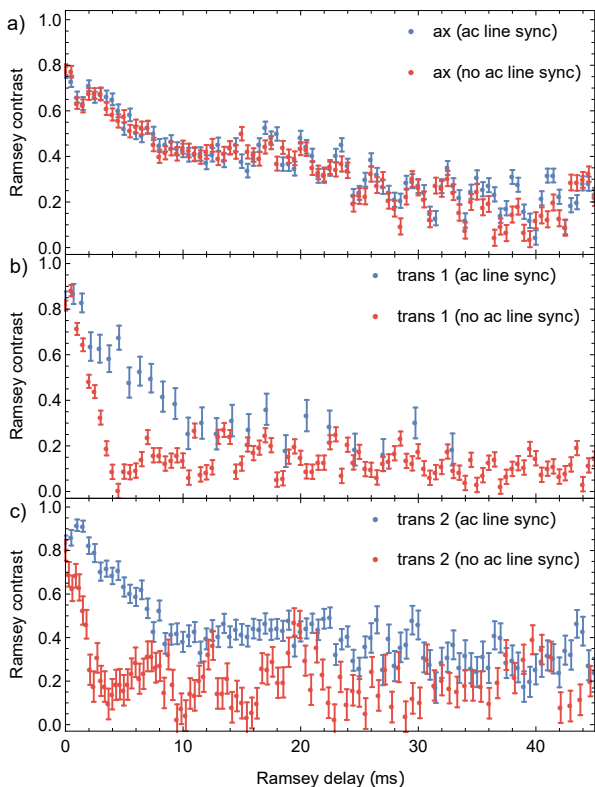 a)
ax (ac line sync)
ax (no ac line sync)
Ramsey contrast
1.0
0.8
0.6
0.4
0.2
0.0
b)
trans 1 (ac line sync)
trans 1 (no ac line sync)
Ramsey contrast
1.0
0.8
0.6
0.4
0.2
0.0
c)
trans 2 (ac line sync)
trans 2 (no ac line sync)
Ramsey contrast
1.0
0.8
0.6
0.4
0.2
0.0
0 10 20 30 40
Ramsey delay (ms)